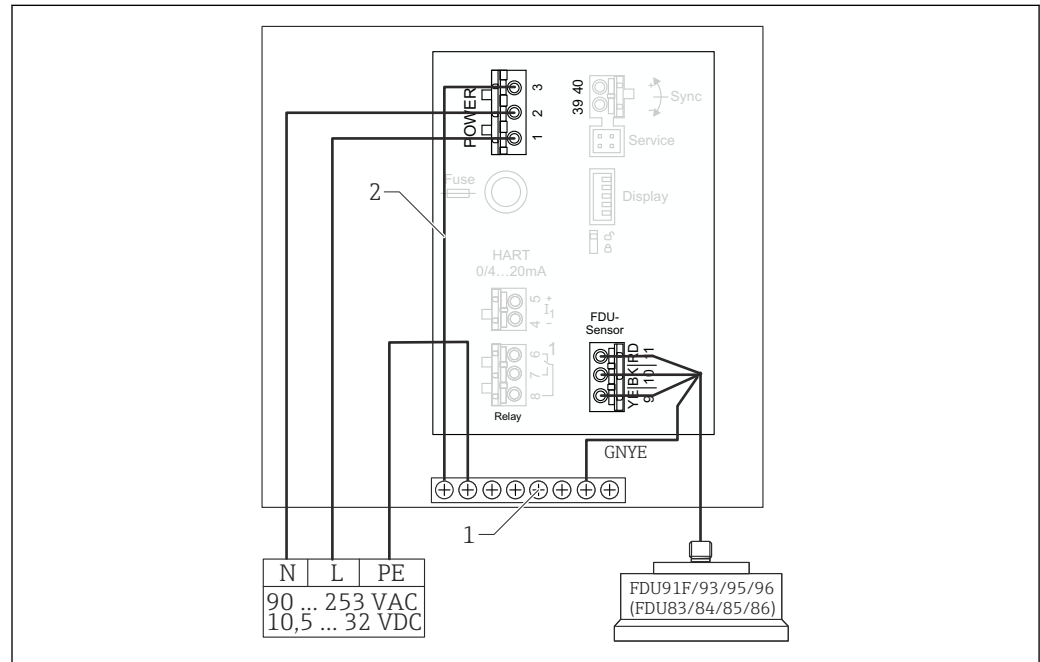 POWER
3
2
1
39 40
+
-
Sync
Service
Fuse
Display
2
HART
0/4...20mA
5 +
I1
4 -
FDU-
Sensor
6
7
8
1
Relay
RD 11
BK 10
YE 9
GNYE
1
N L PE
90 ... 253 VAC
10,5 ... 32 VDC
FDU91F/93/95/96
(FDU83/84/85/86)